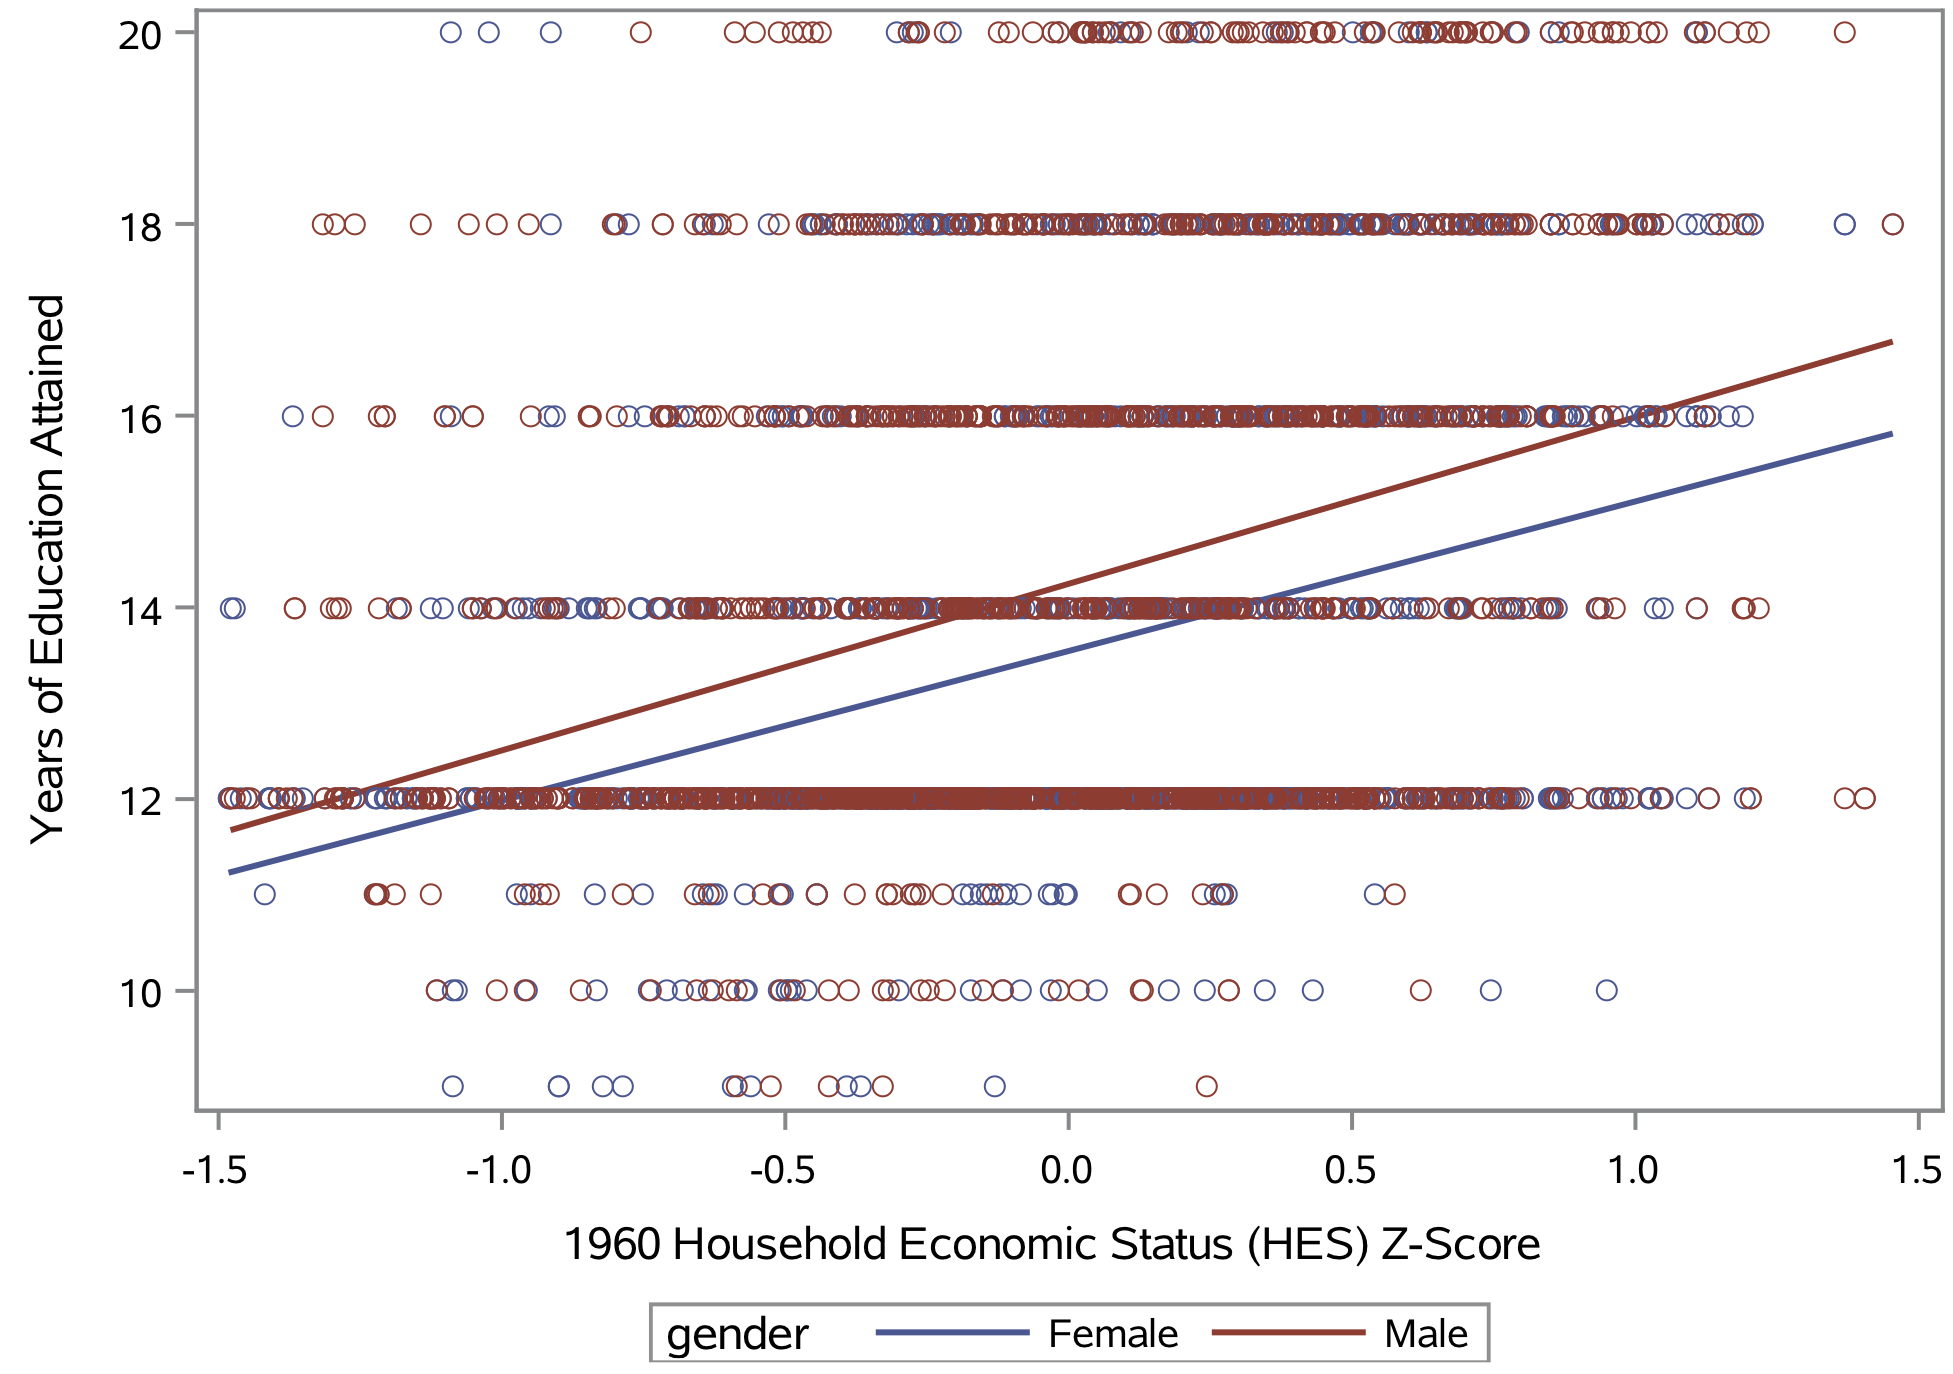 20
18
16
14
12
10
Years of Education Attained
-1.5 -1.0 -0.5 0.0 0.5 1.0 1.5
1960 Household Economic Status (HES) Z-Score
gender Female Male